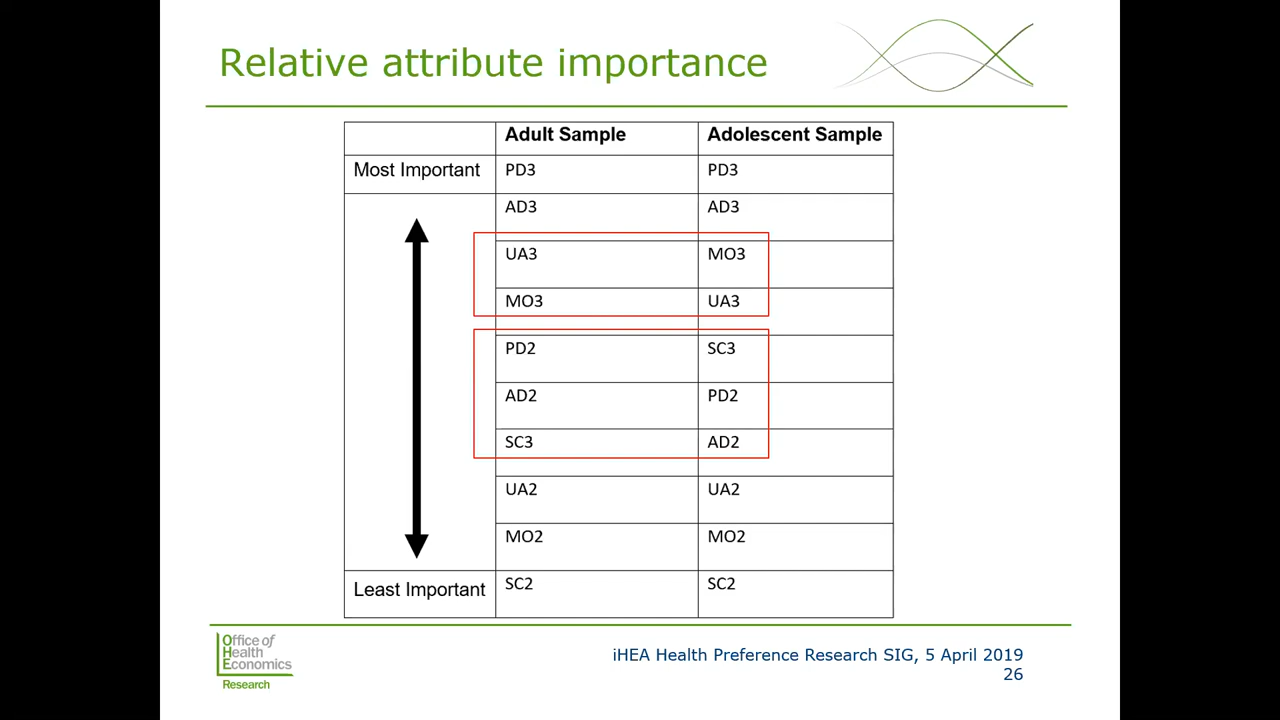 Relative attribute importance
Adult Sample Adolescent Sample
Most Important PD3 PD3
AD3 AD3
UA3 MO3
MO3 UA3
PD2 SC3
AD2 PD2
SC3 AD2
UA2 UA2
MO2 MO2
Least Important SC2 SC2
Office of
Health
Economics
Research
iHEA Health Preference Research SIG, 5 April 2019
26